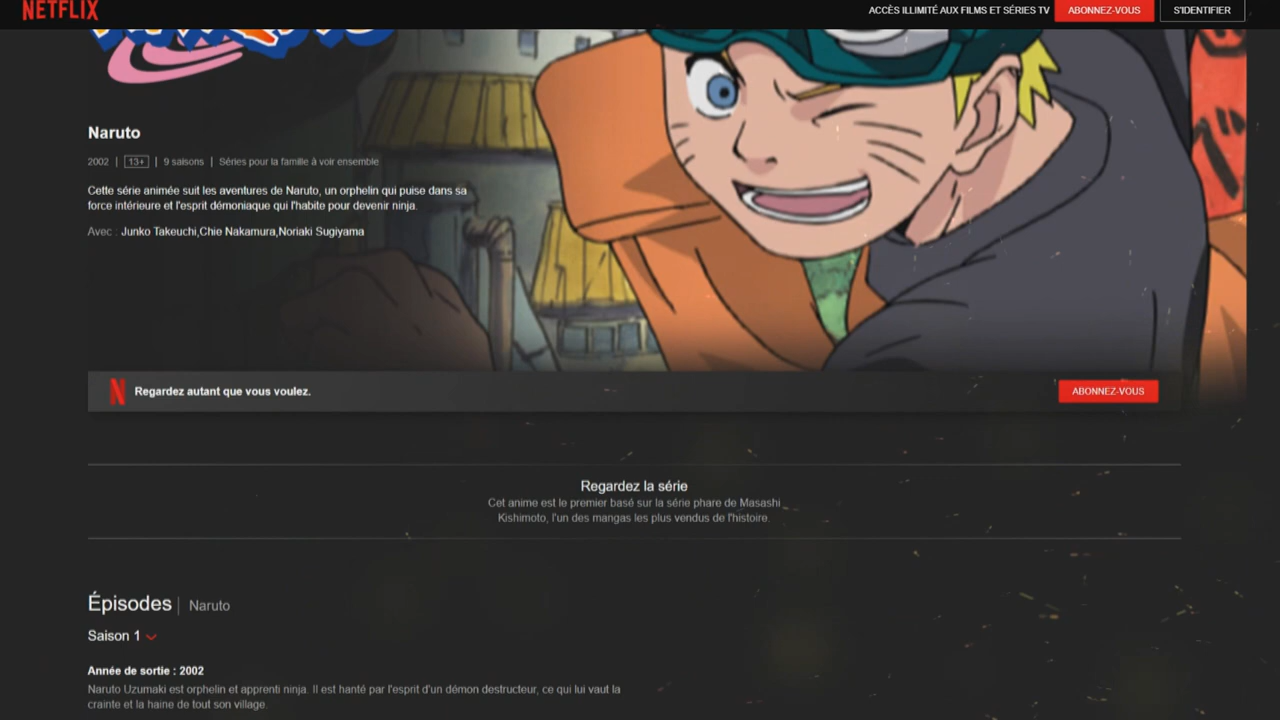 NETFLIX
ACCÈS ILLIMITÉ AUX FILMS ET SÉRIES TV
ABONNEZ-VOUS
S'IDENTIFIER
Naruto
2002 | 13+ | 9 saisons | Séries pour la famille à voir ensemble
Cette série animée suit les aventures de Naruto, un orphelin qui puise dans sa
force intérieure et l'esprit démoniaque qui l'habite pour devenir ninja.
Avec : Junko Takeuchi,Chie Nakamura,Noriaki Sugiyama
N
Regardez autant que vous voulez.
ABONNEZ-VOUS
Regardez la série
Cet anime est le premier basé sur la série phare de Masashi
Kishimoto, l'un des mangas les plus vendus de l'histoire.
Épisodes | Naruto
Saison 1
Année de sortie : 2002
Naruto Uzumaki est orphelin et apprenti ninja. Il est hanté par l'esprit d'un démon destructeur, ce qui lui vaut la
crainte et la haine de tout son village.